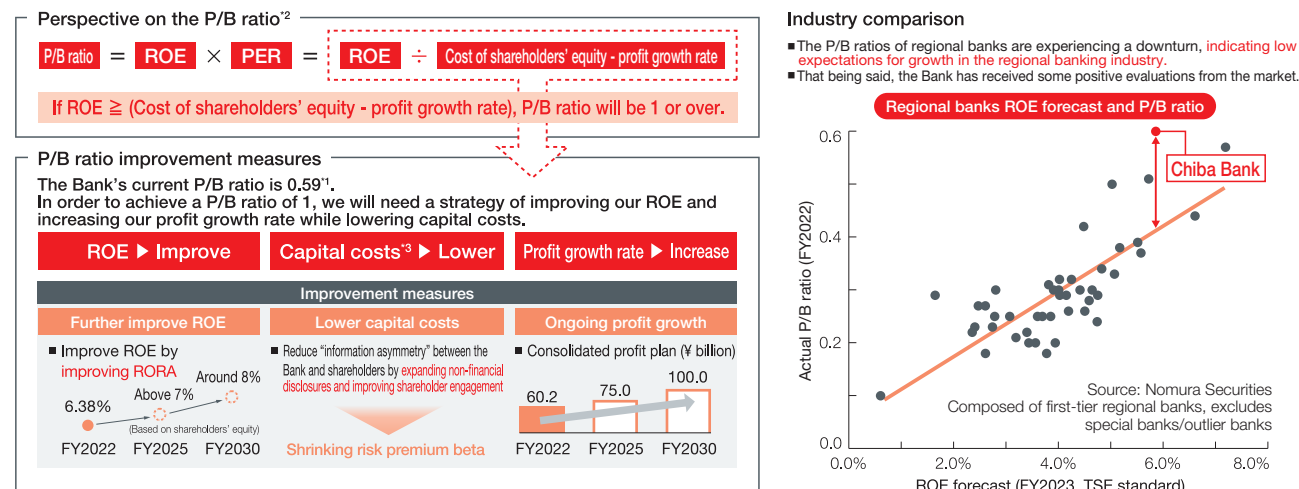 Perspective on the P/B ratio*2
P/B ratio = ROE × PER = ROE ÷ Cost of shareholders' equity - profit growth rate
If ROE ≧ (Cost of shareholders' equity - profit growth rate), P/B ratio will be 1 or over.
P/B ratio improvement measures
The Bank's current P/B ratio is 0.59*1.
In order to achieve a P/B ratio of 1, we will need a strategy of improving our ROE and
increasing our profit growth rate while lowering capital costs.
ROE ▶ Improve
Capital costs*3 ▶ Lower
Profit growth rate ▶ Increase
Improvement measures
Further improve ROE
Lower capital costs
Ongoing profit growth
■ Improve ROE by
improving RORA
6.38%
Above 7%
Around 8%
(Based on shareholders' equity)
FY2022 FY2025 FY2030
■ Reduce "information asymmetry" between the
Bank and shareholders by expanding non-financial
disclosures and improving shareholder engagement
Shrinking risk premium beta
■ Consolidated profit plan (¥ billion)
60.2 75.0 100.0
FY2022 FY2025 FY2030
Industry comparison
■ The P/B ratios of regional banks are experiencing a downturn, indicating low
expectations for growth in the regional banking industry.
■ That being said, the Bank has received some positive evaluations from the market.
Regional banks ROE forecast and P/B ratio
Actual P/B ratio (FY2022)
0.6
0.4
0.2
0.0
Chiba Bank
Source: Nomura Securities
Composed of first-tier regional banks, excludes
special banks/outlier banks
0.0% 2.0% 4.0% 6.0% 8.0%
ROE forecast (FY2023, TSE standard)